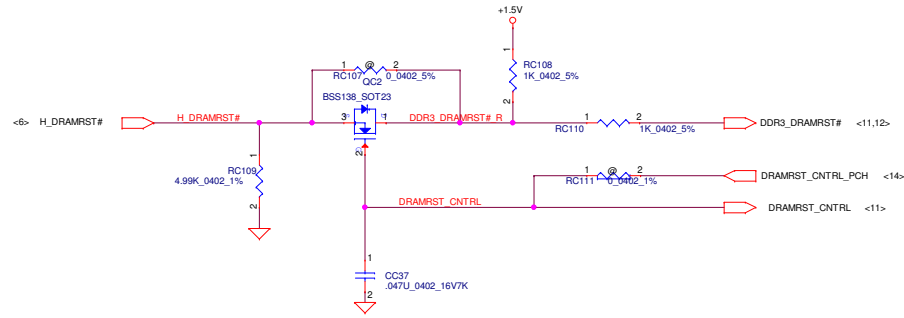 +1.5V
1
@
2
RC107
0_0402_5%
QC2
BSS138_SOT23
1
RC108
1K_0402_5%
2
<6>
H_DRAMRST#
H_DRAMRST#
3
1
DDR3_DRAMRST#_R
2
1
2
RC110
1K_0402_5%
DDR3_DRAMRST#
<11,12>
1
RC109
4.99K_0402_1%
2
1
@
2
RC111
0_0402_1%
DRAMRST_CNTRL_PCH
<14>
DRAMRST_CNTRL
DRAMRST_CNTRL
<11>
1
CC37
.047U_0402_16V7K
2